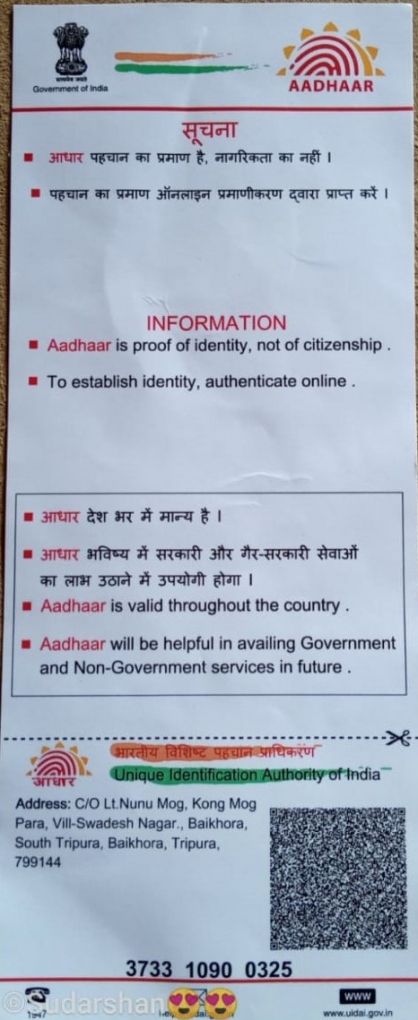 सत्यमेव जयते
Government of India
AADHAAR
सूचना
आधार पहचान का प्रमाण है, नागरिकता का नहीं ।
पहचान का प्रमाण ऑनलाइन प्रमाणीकरण द्वारा प्राप्त करें ।
INFORMATION
Aadhaar is proof of identity, not of citizenship .
To establish identity, authenticate online .
आधार देश भर में मान्य है ।
आधार भविष्य में सरकारी और गैर-सरकारी सेवाओं
का लाभ उठाने में उपयोगी होगा ।
Aadhaar is valid throughout the country .
Aadhaar will be helpful in availing Government
and Non-Government services in future .
भारतीय विशिष्ट पहचान प्राधिकरण
Unique Identification Authority of India
आधार
Address: C/O Lt.Nunu Mog, Kong Mog
Para, Vill-Swadesh Nagar., Baikhora,
South Tripura, Baikhora, Tripura,
799144
3733 1090 0325
©Sudarshan😍😍
1947
WWW
www.uidai.gov.in